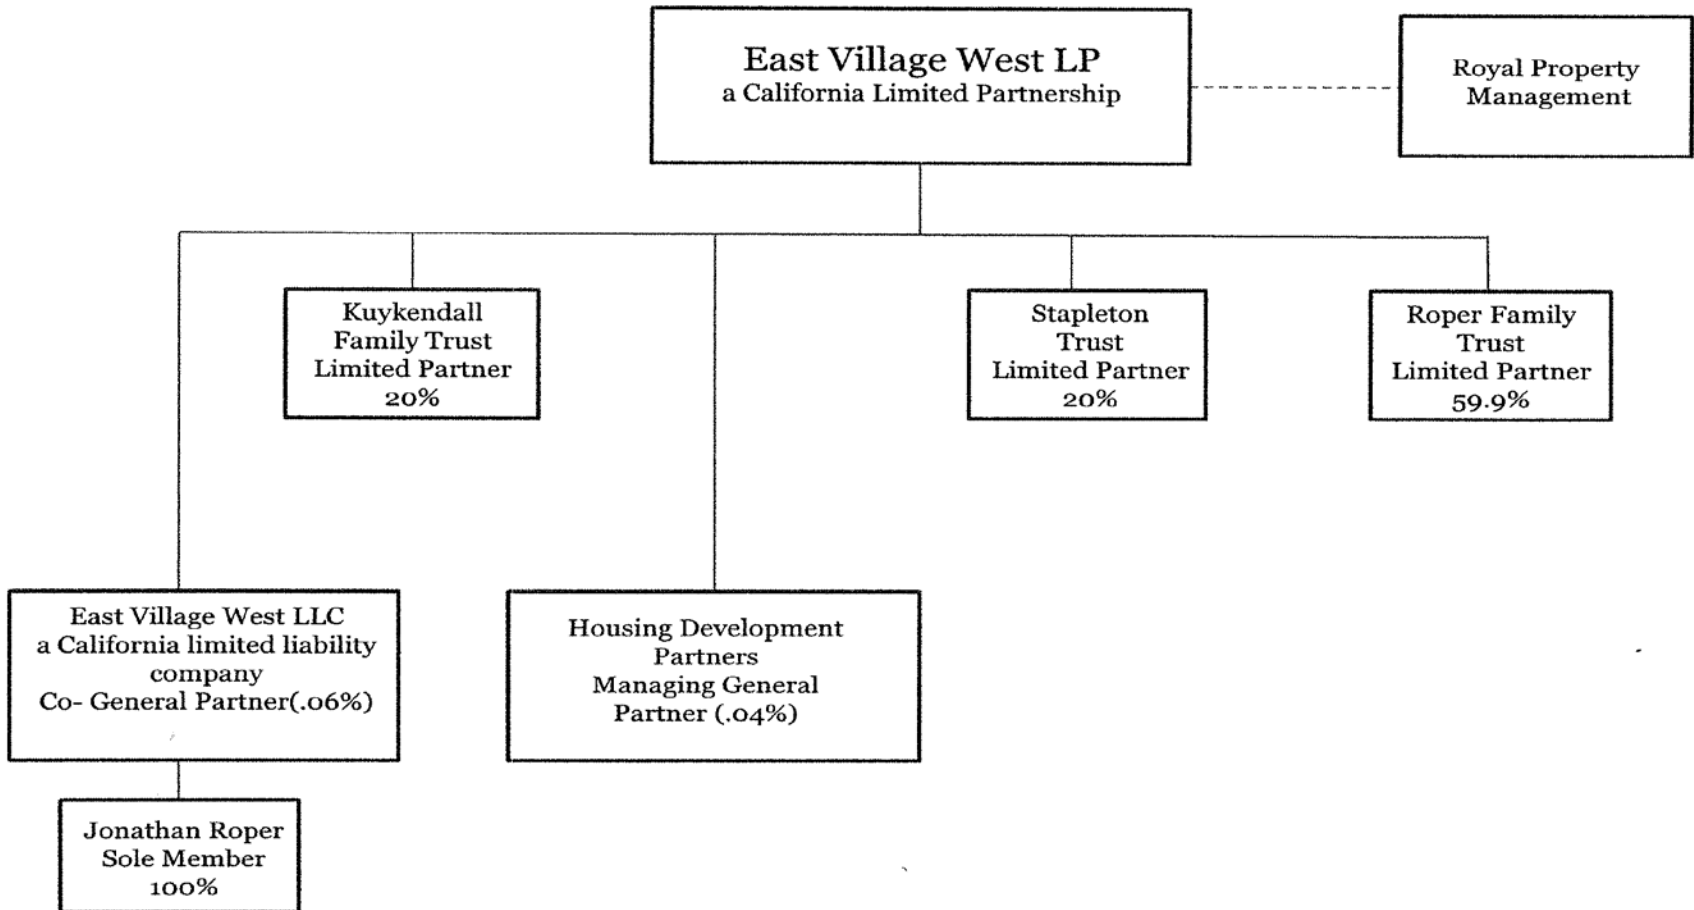 East Village West LP
a California Limited Partnership
Royal Property
Management
Kuykendall
Family Trust
Limited Partner
20%
Stapleton
Trust
Limited Partner
20%
Roper Family
Trust
Limited Partner
59.9%
East Village West LLC
a California limited liability
company
Co- General Partner(.06%)
Housing Development
Partners
Managing General
Partner (.04%)
Jonathan Roper
Sole Member
100%